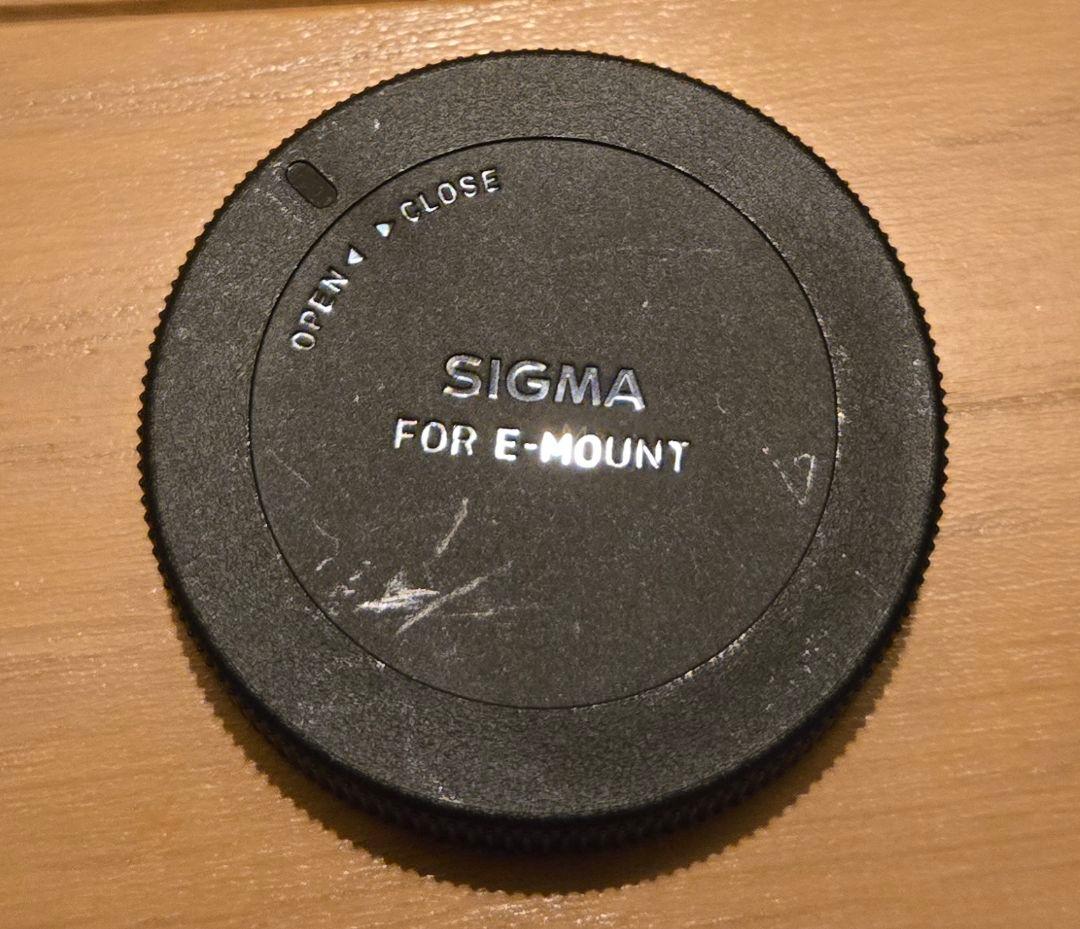 OPEN ◀ ▶ CLOSE
SIGMA
FOR E-MOUNT